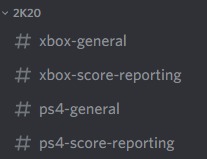 2K20
# xbox-general
# xbox-score-reporting
# ps4-general
# ps4-score-reporting